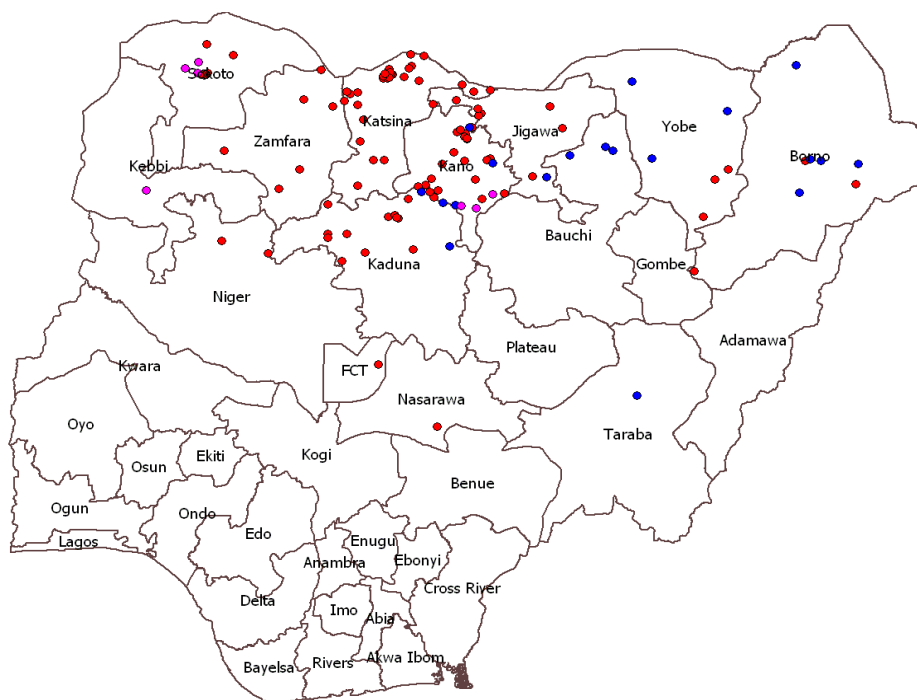 Sokoto
Katsina
Zamfara
Jigawa
Yobe
Borno
Kebbi
Kano
Bauchi
Gombe
Kaduna
Niger
Adamawa
Plateau
Kwara
FCT
Nasarawa
Oyo
Taraba
Kogi
Osun
Ekiti
Benue
Ogun
Ondo
Edo
Lagos
Enugu
Anambra
Ebonyi
Cross River
Delta
Imo
Abia
Bayelsa
Rivers
Akwa Ibom